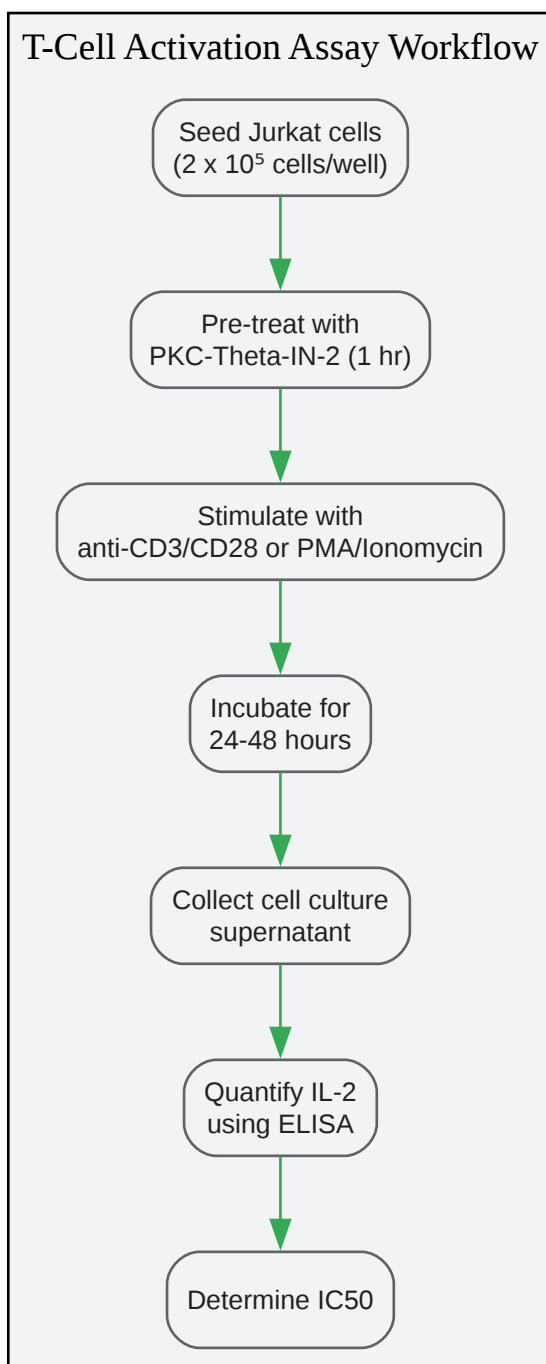 T-Cell Activation Assay Workflow
Seed Jurkat cells
(2 x 10⁵ cells/well)
Pre-treat with
PKC-Theta-IN-2 (1 hr)
Stimulate with
anti-CD3/CD28 or PMA/Ionomycin
Incubate for
24-48 hours
Collect cell culture
supernatant
Quantify IL-2
using ELISA
Determine IC50